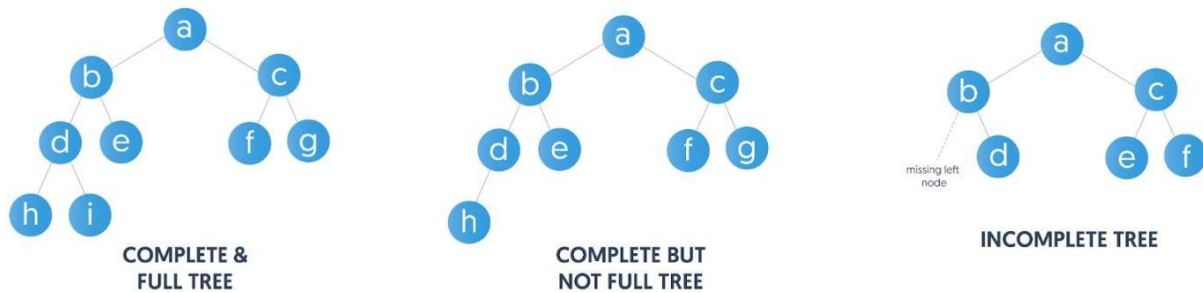 a
b
c
d
e
f
g
h
i
COMPLETE &
FULL TREE
a
b
c
d
e
f
g
h
COMPLETE BUT
NOT FULL TREE
a
b
c
d
e
f
missing left
node
INCOMPLETE TREE